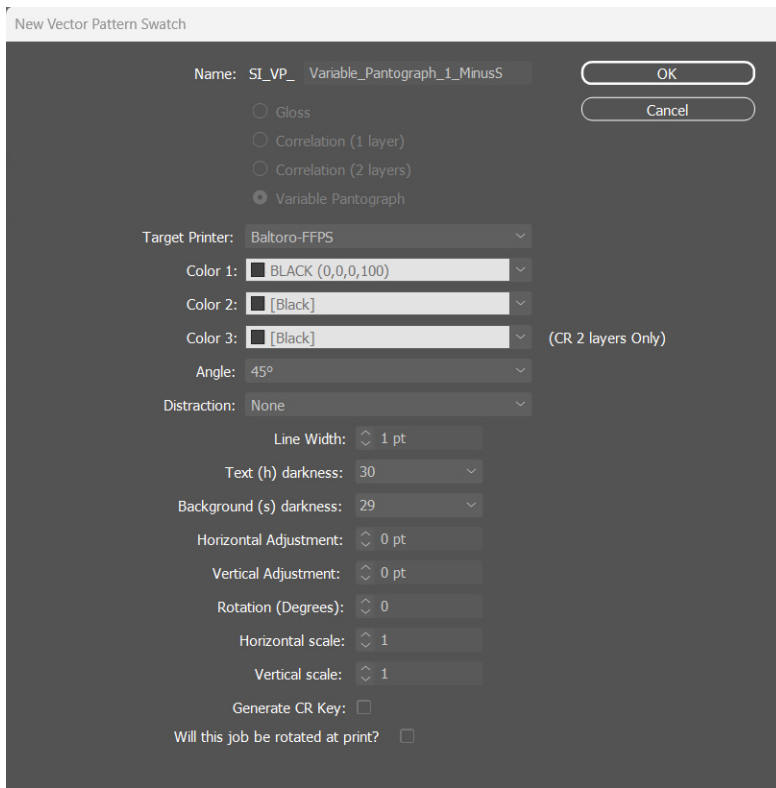 New Vector Pattern Swatch
Name: SI_VP_ Variable_Pantograph_1_MinusS
OK
Gloss
Cancel
Correlation (1 layer)
Correlation (2 layers)
Variable Pantograph
Target Printer: Baltoro-FFPS
Color 1: BLACK (0,0,0,100)
Color 2: [Black]
Color 3: [Black] (CR 2 layers Only)
Angle: 45º
Distraction: None
Line Width: 1 pt
Text (h) darkness: 30
Background (s) darkness: 29
Horizontal Adjustment: 0 pt
Vertical Adjustment: 0 pt
Rotation (Degrees): 0
Horizontal scale: 1
Vertical scale: 1
Generate CR Key:
Will this job be rotated at print?